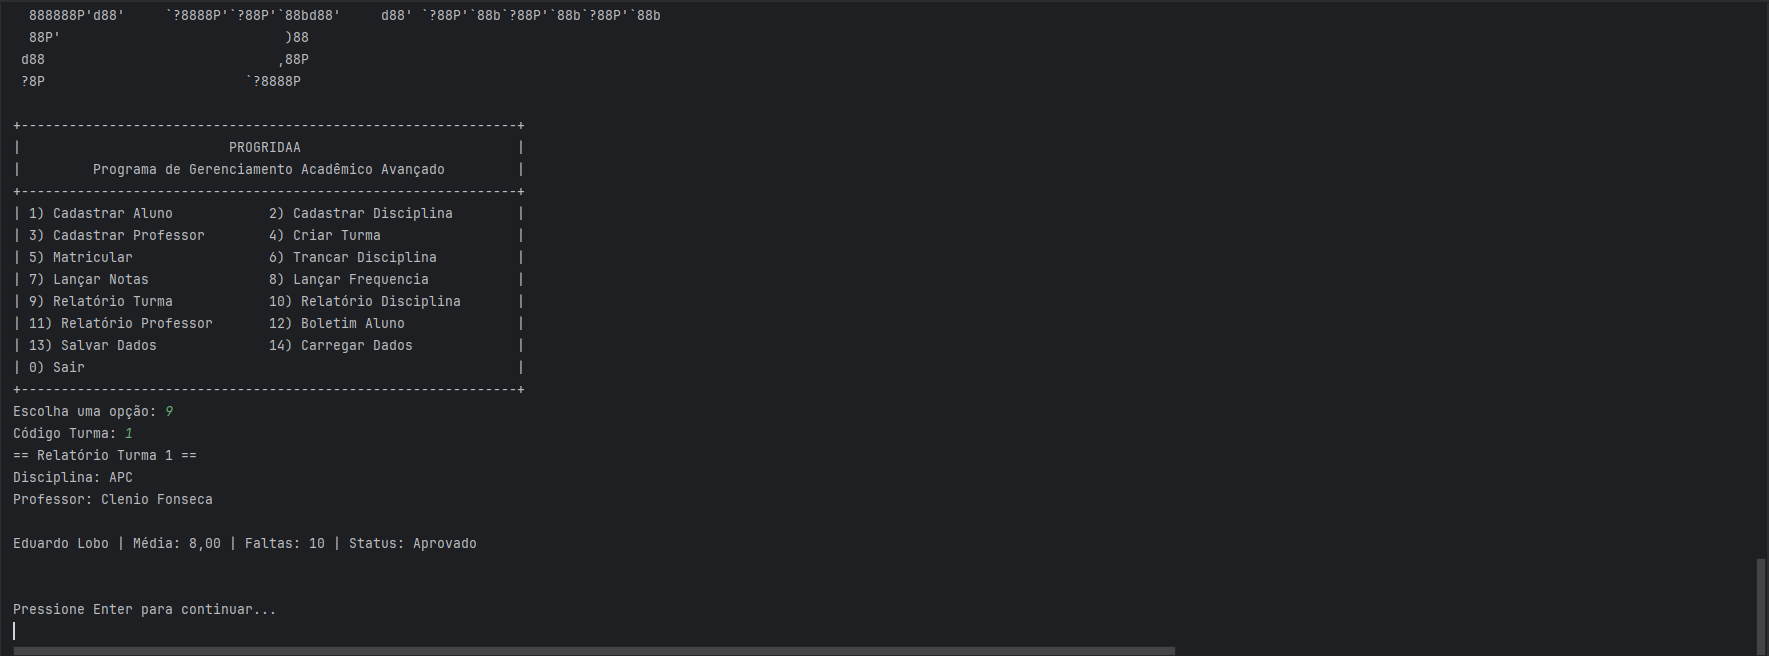 888888P'd88'     `?8888P'`?88P'`88bd88'     d88' `?88P'`88b`?88P'`88b`?88P'`88b
88P'                            )88
d88                             ,88P
?8P                         `?8888P
+--------------------------------------------------------------+
|                          PROGRIDAA                           |
|         Programa de Gerenciamento Acadêmico Avançado         |
+--------------------------------------------------------------+
| 1) Cadastrar Aluno            2) Cadastrar Disciplina        |
| 3) Cadastrar Professor        4) Criar Turma                 |
| 5) Matricular                 6) Trancar Disciplina          |
| 7) Lançar Notas               8) Lançar Frequencia           |
| 9) Relatório Turma            10) Relatório Disciplina       |
| 11) Relatório Professor       12) Boletim Aluno              |
| 13) Salvar Dados              14) Carregar Dados             |
| 0) Sair                                                      |
+--------------------------------------------------------------+
Escolha uma opção: 9
Código Turma: 1
== Relatório Turma 1 ==
Disciplina: APC
Professor: Clenio Fonseca
Eduardo Lobo | Média: 8,00 | Faltas: 10 | Status: Aprovado
Pressione Enter para continuar...